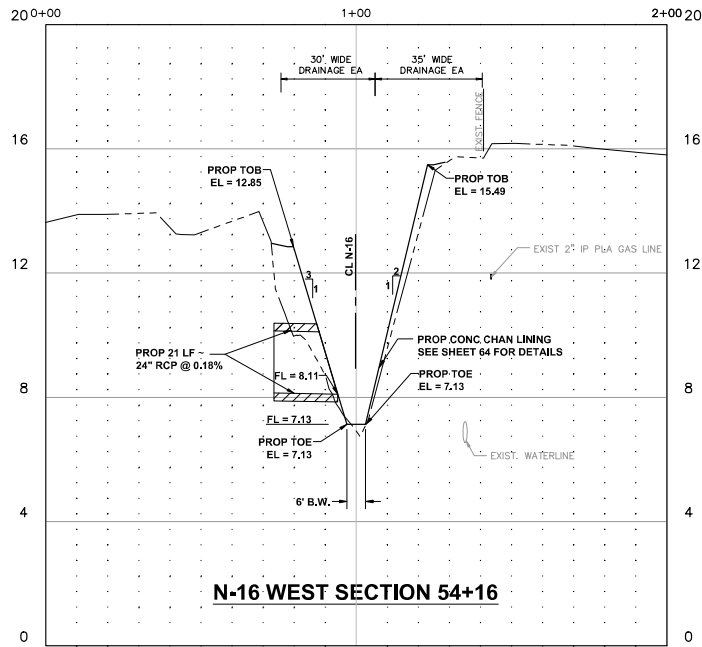 0+00
1+00
2+00
20
20
30' WIDE
DRAINAGE EA
35' WIDE
DRAINAGE EA
EXIST. FENCE
16
16
PROP TOB
EL = 12.85
PROP TOB
EL = 15.49
CL N-16
EXIST 2" IP PLA GAS LINE
12
12
3
1
2
1
PROP CONC CHAN LINING
SEE SHEET 64 FOR DETAILS
PROP 21 LF ~
24" RCP @ 0.18%
FL = 8.11
PROP TOE
EL = 7.13
8
8
FL = 7.13
PROP TOE
EL = 7.13
EXIST. WATERLINE
6' B.W.
4
4
N-16 WEST SECTION 54+16
0
0